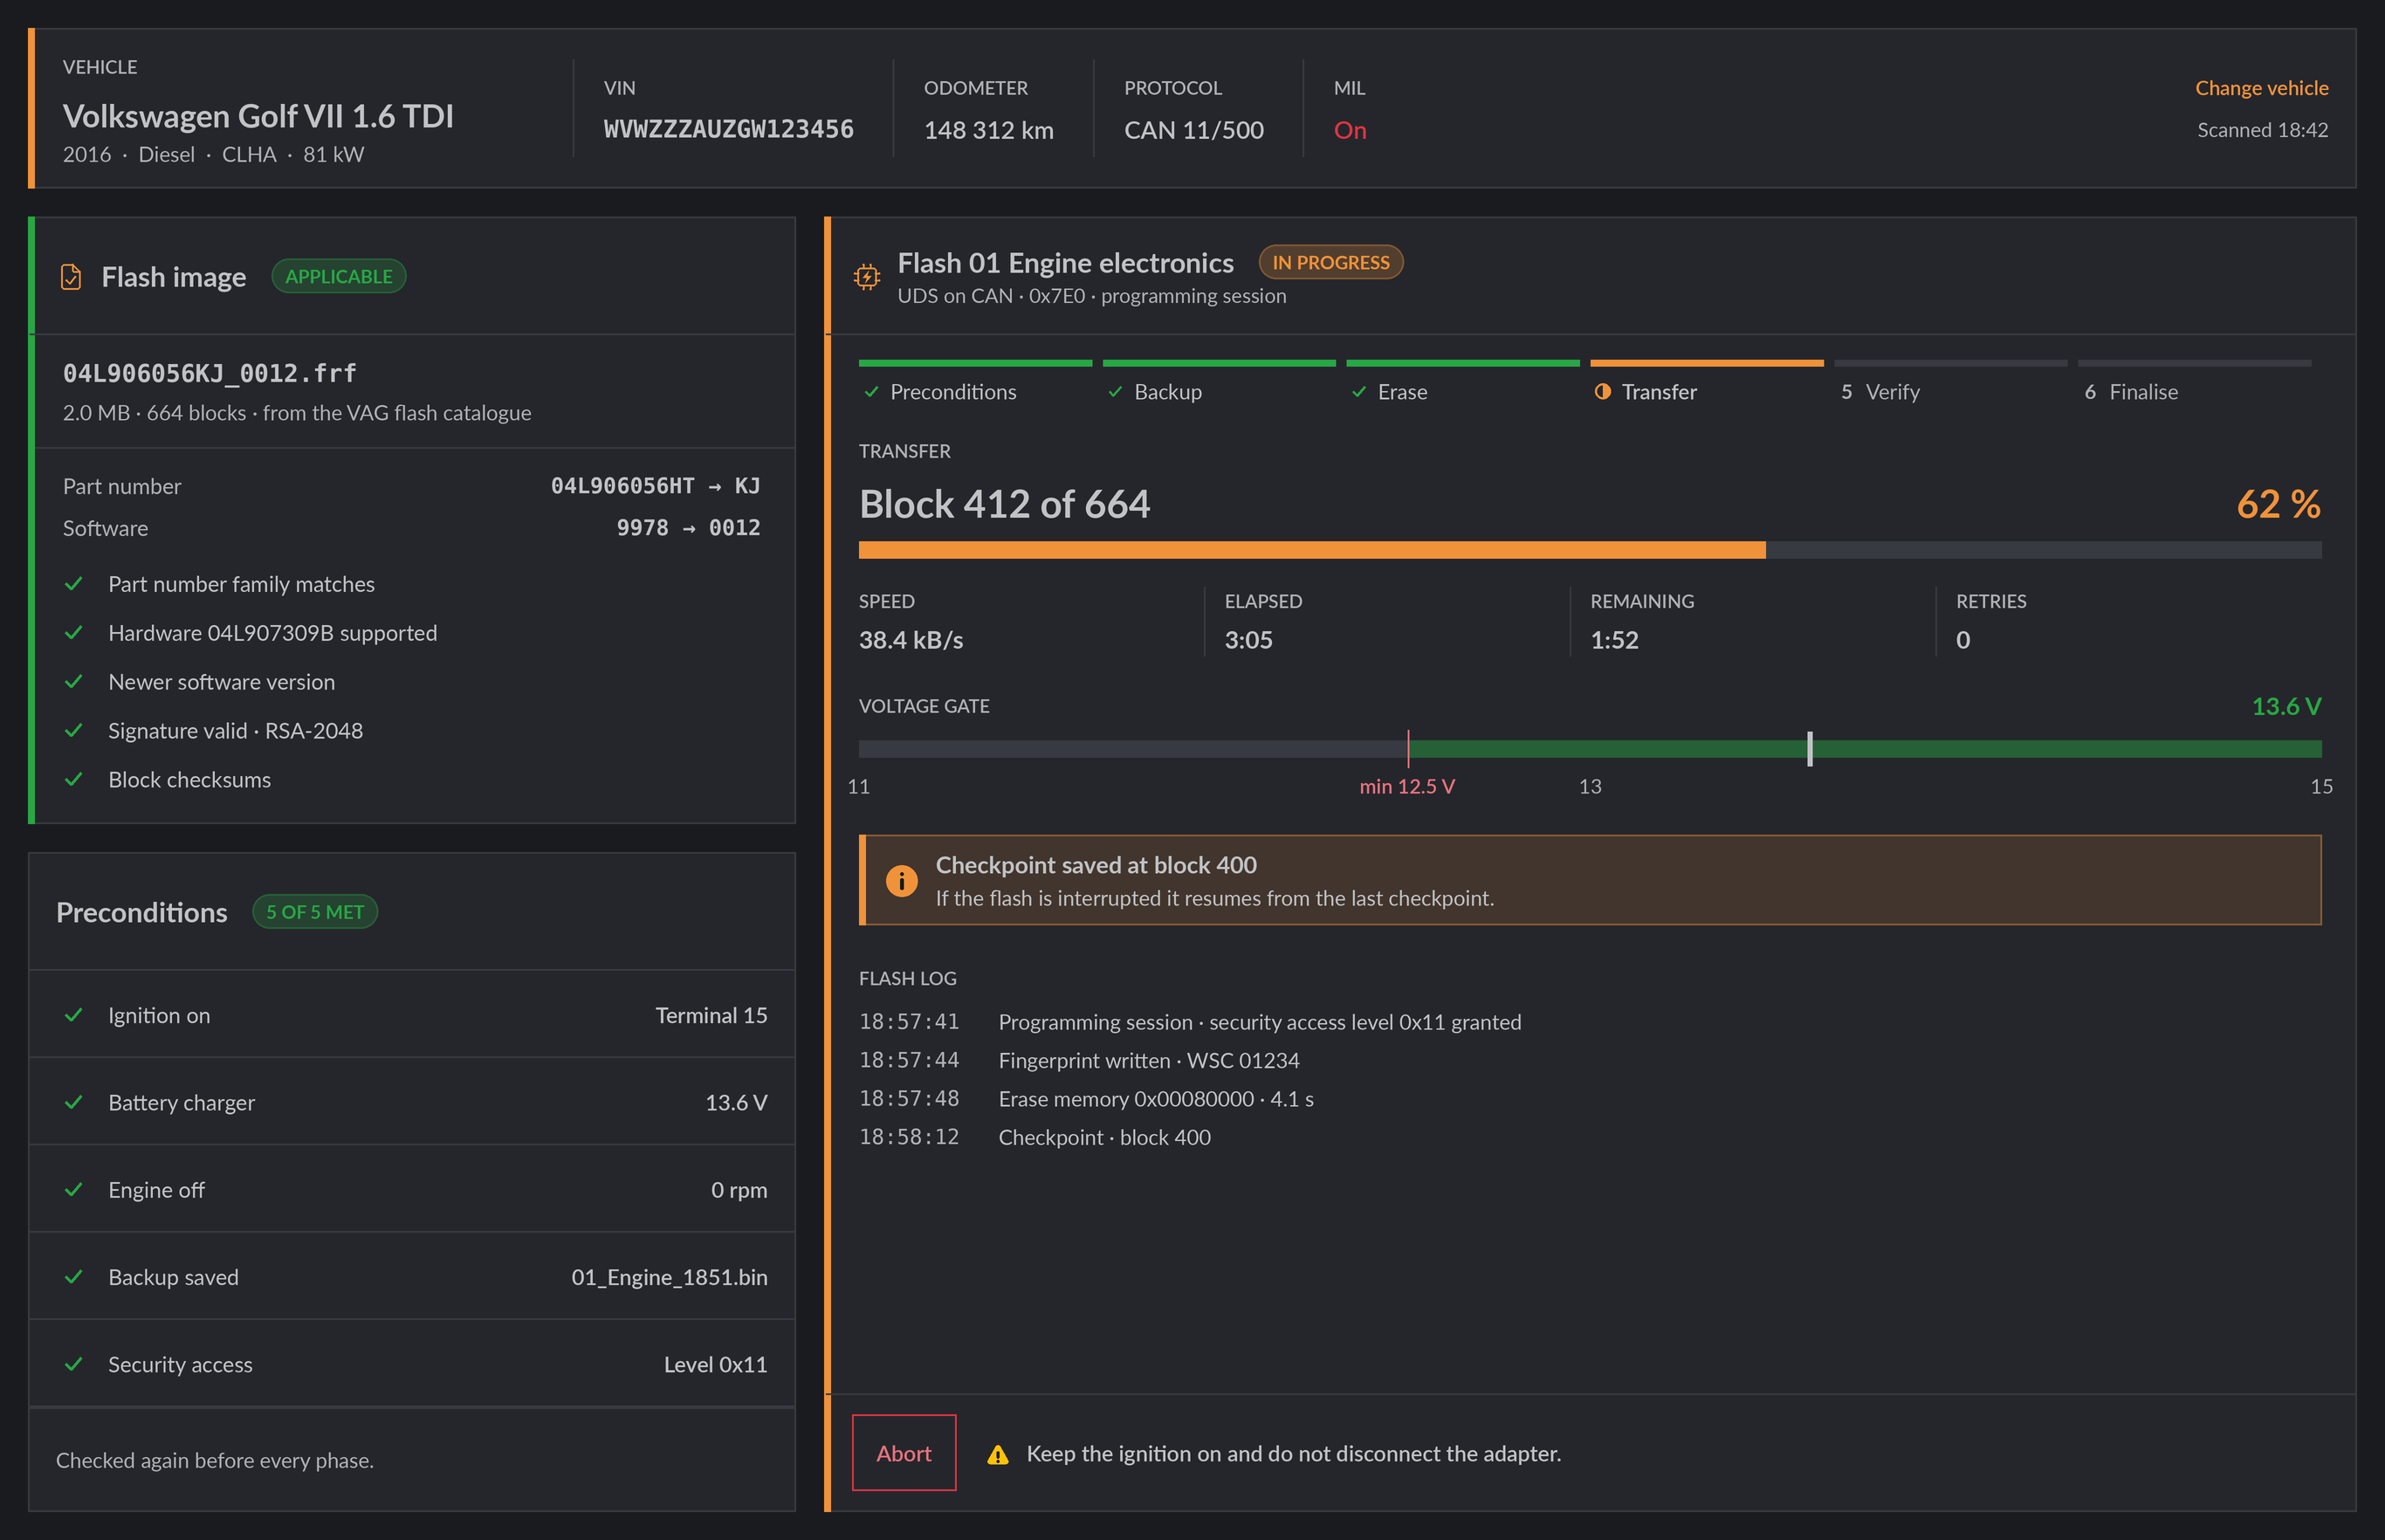 VEHICLE
Volkswagen Golf VII 1.6 TDI
2016 · Diesel · CLHA · 81 kW
VIN
WVWZZZAUZGW123456
ODOMETER
148 312 km
PROTOCOL
CAN 11/500
MIL
On
Change vehicle
Scanned 18:42
Flash image
APPLICABLE
04L906056KJ_0012.frf
2.0 MB · 664 blocks · from the VAG flash catalogue
Part number 04L906056HT → KJ
Software 9978 → 0012
Part number family matches
Hardware 04L907309B supported
Newer software version
Signature valid · RSA-2048
Block checksums
Preconditions
5 OF 5 MET
Ignition on Terminal 15
Battery charger 13.6 V
Engine off 0 rpm
Backup saved 01_Engine_1851.bin
Security access Level 0x11
Checked again before every phase.
Flash 01 Engine electronics
IN PROGRESS
UDS on CAN · 0x7E0 · programming session
Preconditions
Backup
Erase
Transfer
5 Verify
6 Finalise
TRANSFER
Block 412 of 664
62 %
SPEED
38.4 kB/s
ELAPSED
3:05
REMAINING
1:52
RETRIES
0
VOLTAGE GATE
13.6 V
11
min 12.5 V
13
15
Checkpoint saved at block 400
If the flash is interrupted it resumes from the last checkpoint.
FLASH LOG
18:57:41 Programming session · security access level 0x11 granted
18:57:44 Fingerprint written · WSC 01234
18:57:48 Erase memory 0x00080000 · 4.1 s
18:58:12 Checkpoint · block 400
Abort
Keep the ignition on and do not disconnect the adapter.